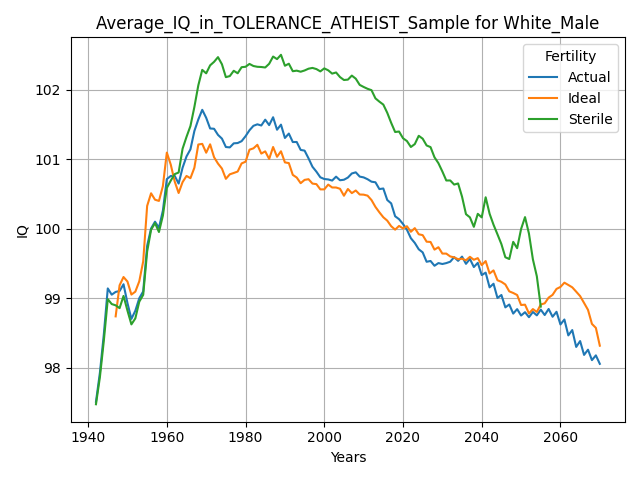 Average_IQ_in_TOLERANCE_ATHEIST_Sample for White_Male
Fertility
Actual
Ideal
Sterile
IQ
102
101
100
99
98
1940
1960
1980
2000
2020
2040
2060
Years